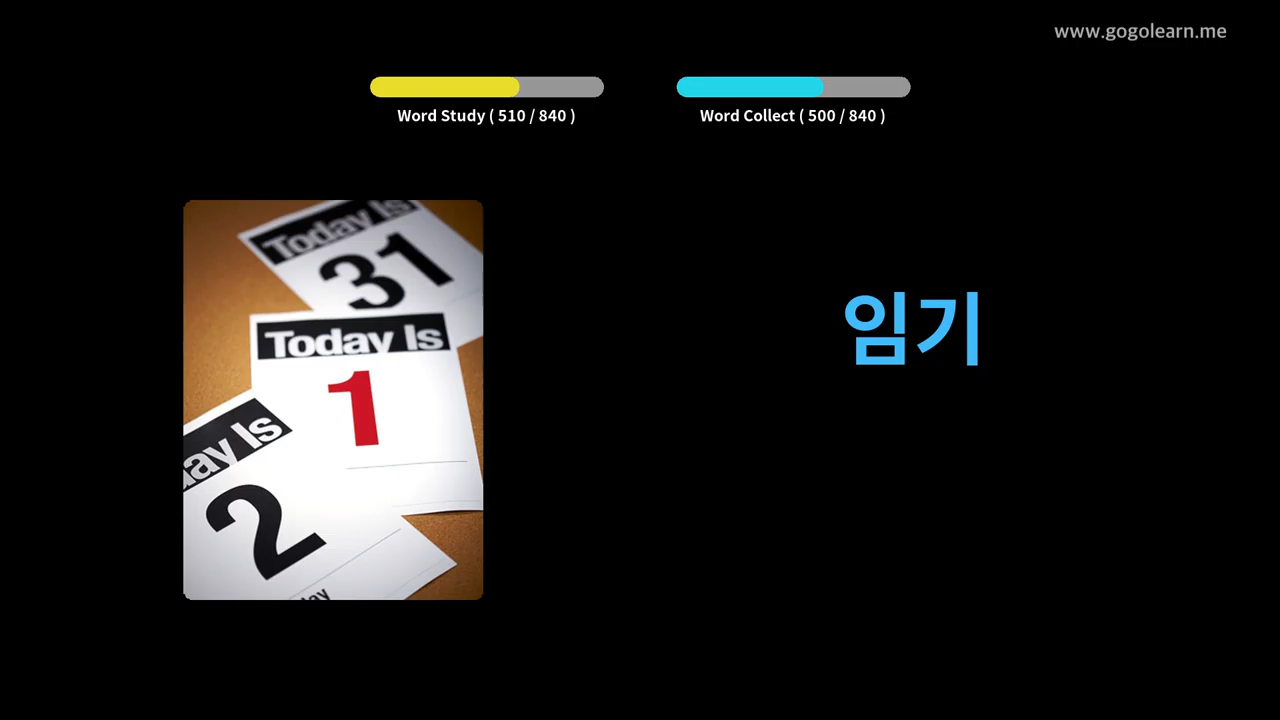 www.gogolearn.me
Word Study ( 510 / 840 )
Word Collect ( 500 / 840 )
Today Is
31
Today Is
1
ay Is
2
임기